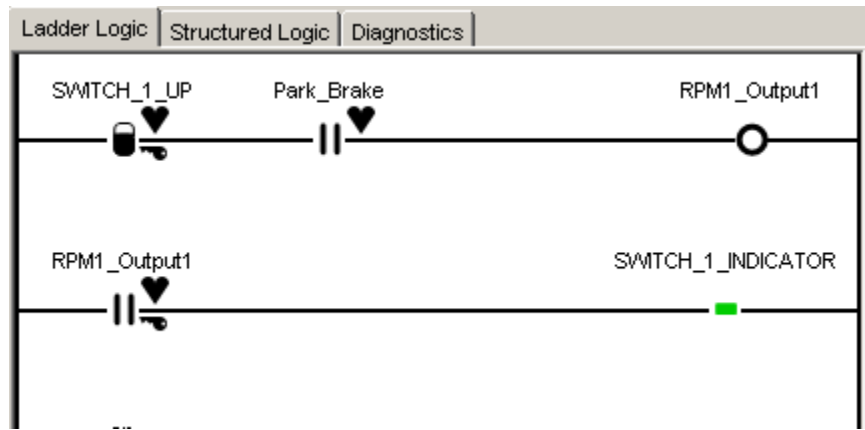 Ladder Logic Structured Logic Diagnostics
SWITCH_1_UP Park_Brake RPM1_Output1
RPM1_Output1 SWITCH_1_INDICATOR